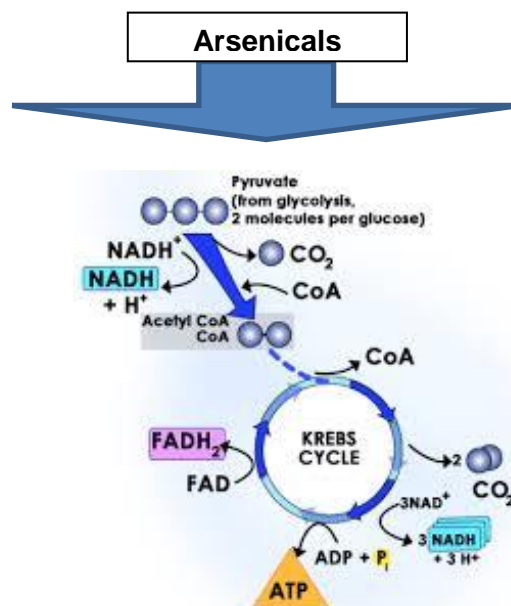 Arsenicals
Pyruvate
(from glycolysis,
2 molecules per glucose)
NADH⁺
CO₂
NADH
+ H⁺
CoA
Acetyl CoA
CoA
CoA
FADH₂
KREBS
CYCLE
FAD
2
CO₂
3NAD⁺
3 NADH
+ 3 H+
ADP + Pᵢ
ATP